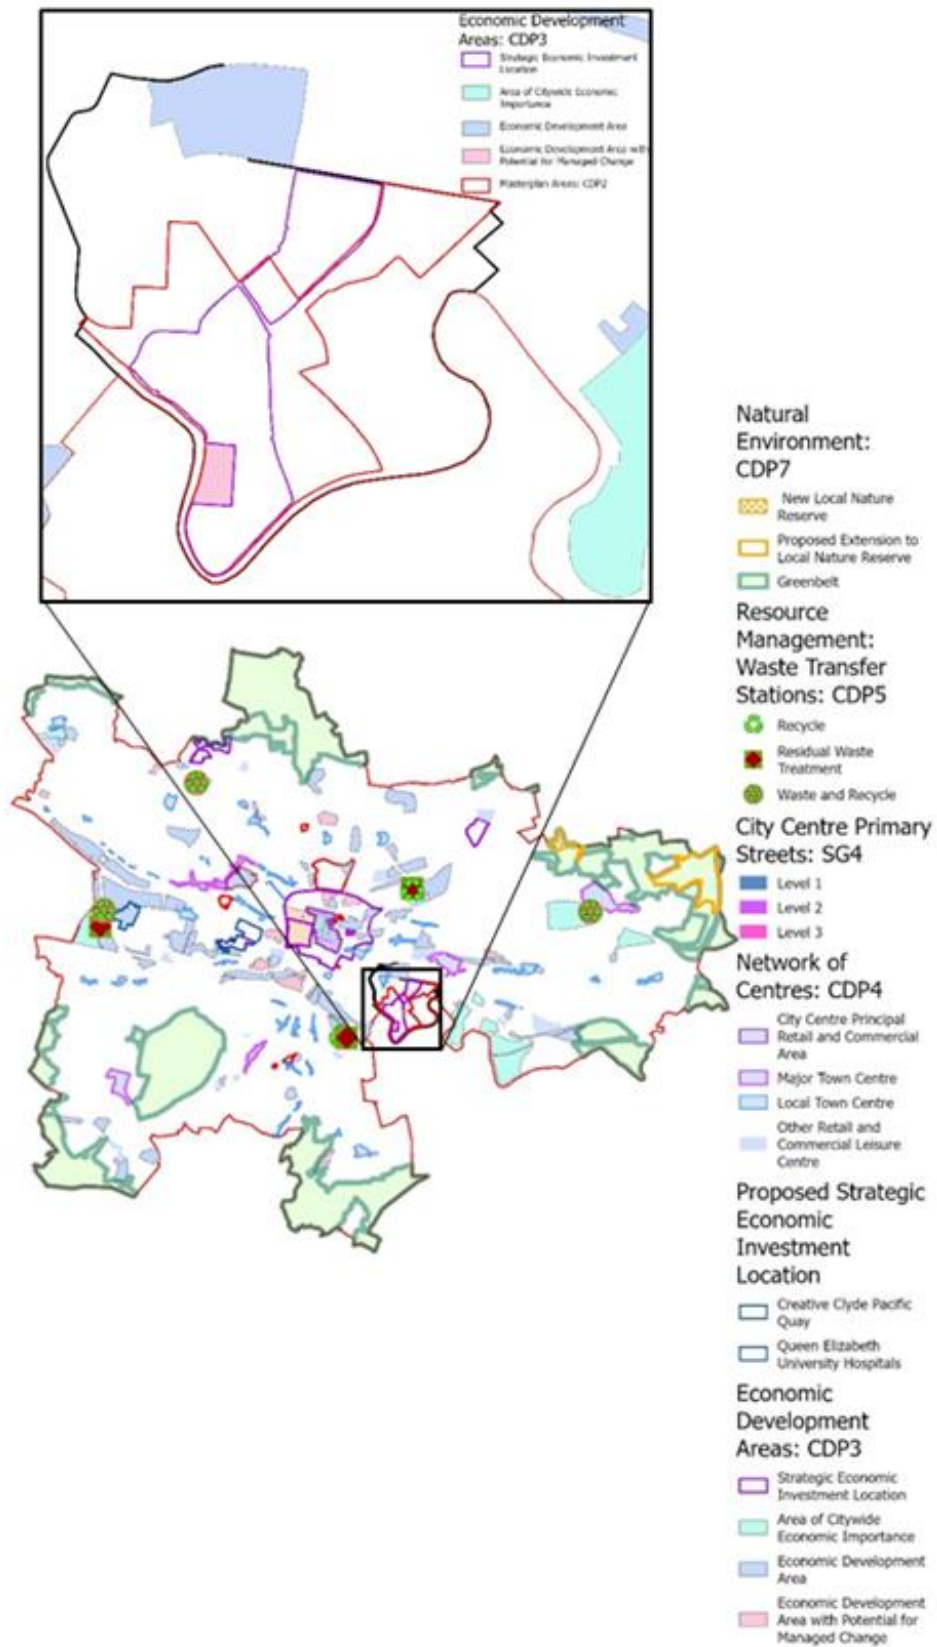 Economic Development
Areas: CDP3
Strategic Economic Investment
Location
Area of Citywide Economic
Importance
Economic Development Area
Economic Development Area with
Potential for Managed Change
Masterplan Areas: CDP2
Natural
Environment:
CDP7
New Local Nature
Reserve
Proposed Extension to
Local Nature Reserve
Greenbelt
Resource
Management:
Waste Transfer
Stations: CDP5
Recycle
Residual Waste
Treatment
Waste and Recycle
City Centre Primary
Streets: SG4
Level 1
Level 2
Level 3
Network of
Centres: CDP4
City Centre Principal
Retail and Commercial
Area
Major Town Centre
Local Town Centre
Other Retail and
Commercial Leisure
Centre
Proposed Strategic
Economic
Investment
Location
Creative Clyde Pacific
Quay
Queen Elizabeth
University Hospitals
Economic
Development
Areas: CDP3
Strategic Economic
Investment Location
Area of Citywide
Economic Importance
Economic Development
Area
Economic Development
Area with Potential for
Managed Change